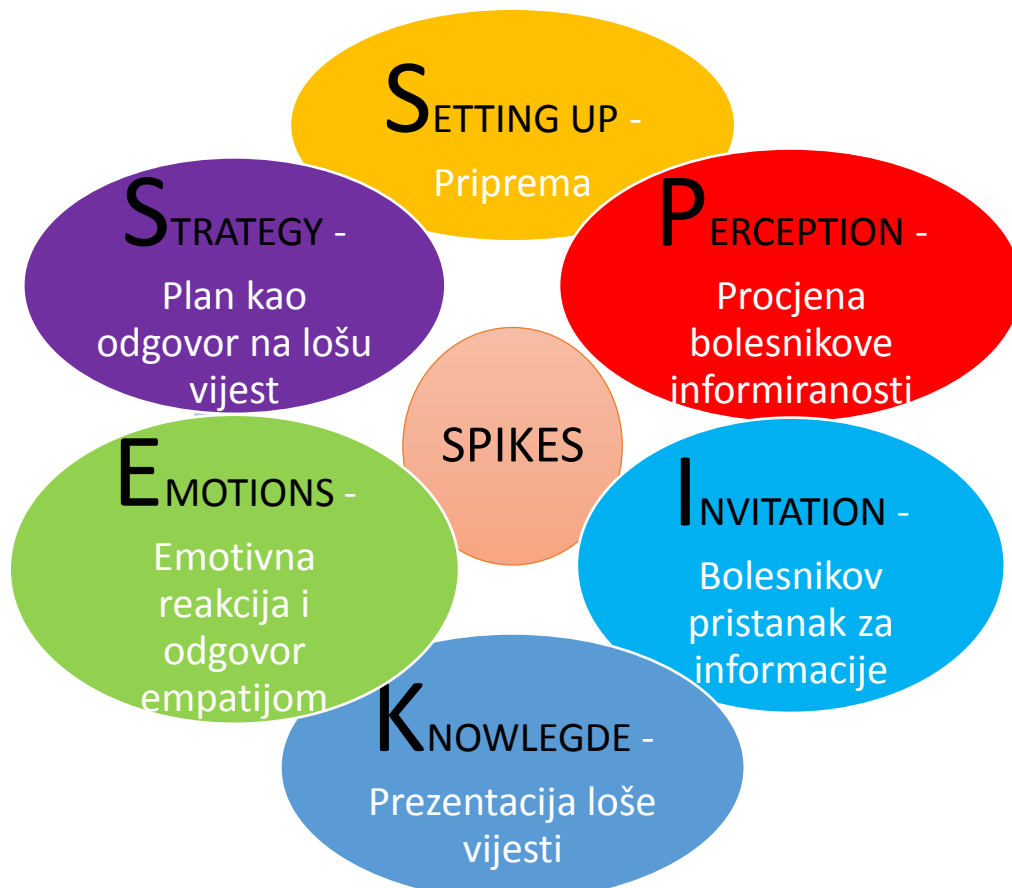 SETTING UP -
Priprema
PERCEPTION -
Procjena
bolesnikove
informiranosti
INVITATION -
Bolesnikov
pristanak za
informacije
KNOWLEGDE -
Prezentacija loše
vijesti
EMOTIONS -
Emotivna
reakcija i
odgovor
empatijom
STRATEGY -
Plan kao
odgovor na lošu
vijest
SPIKES